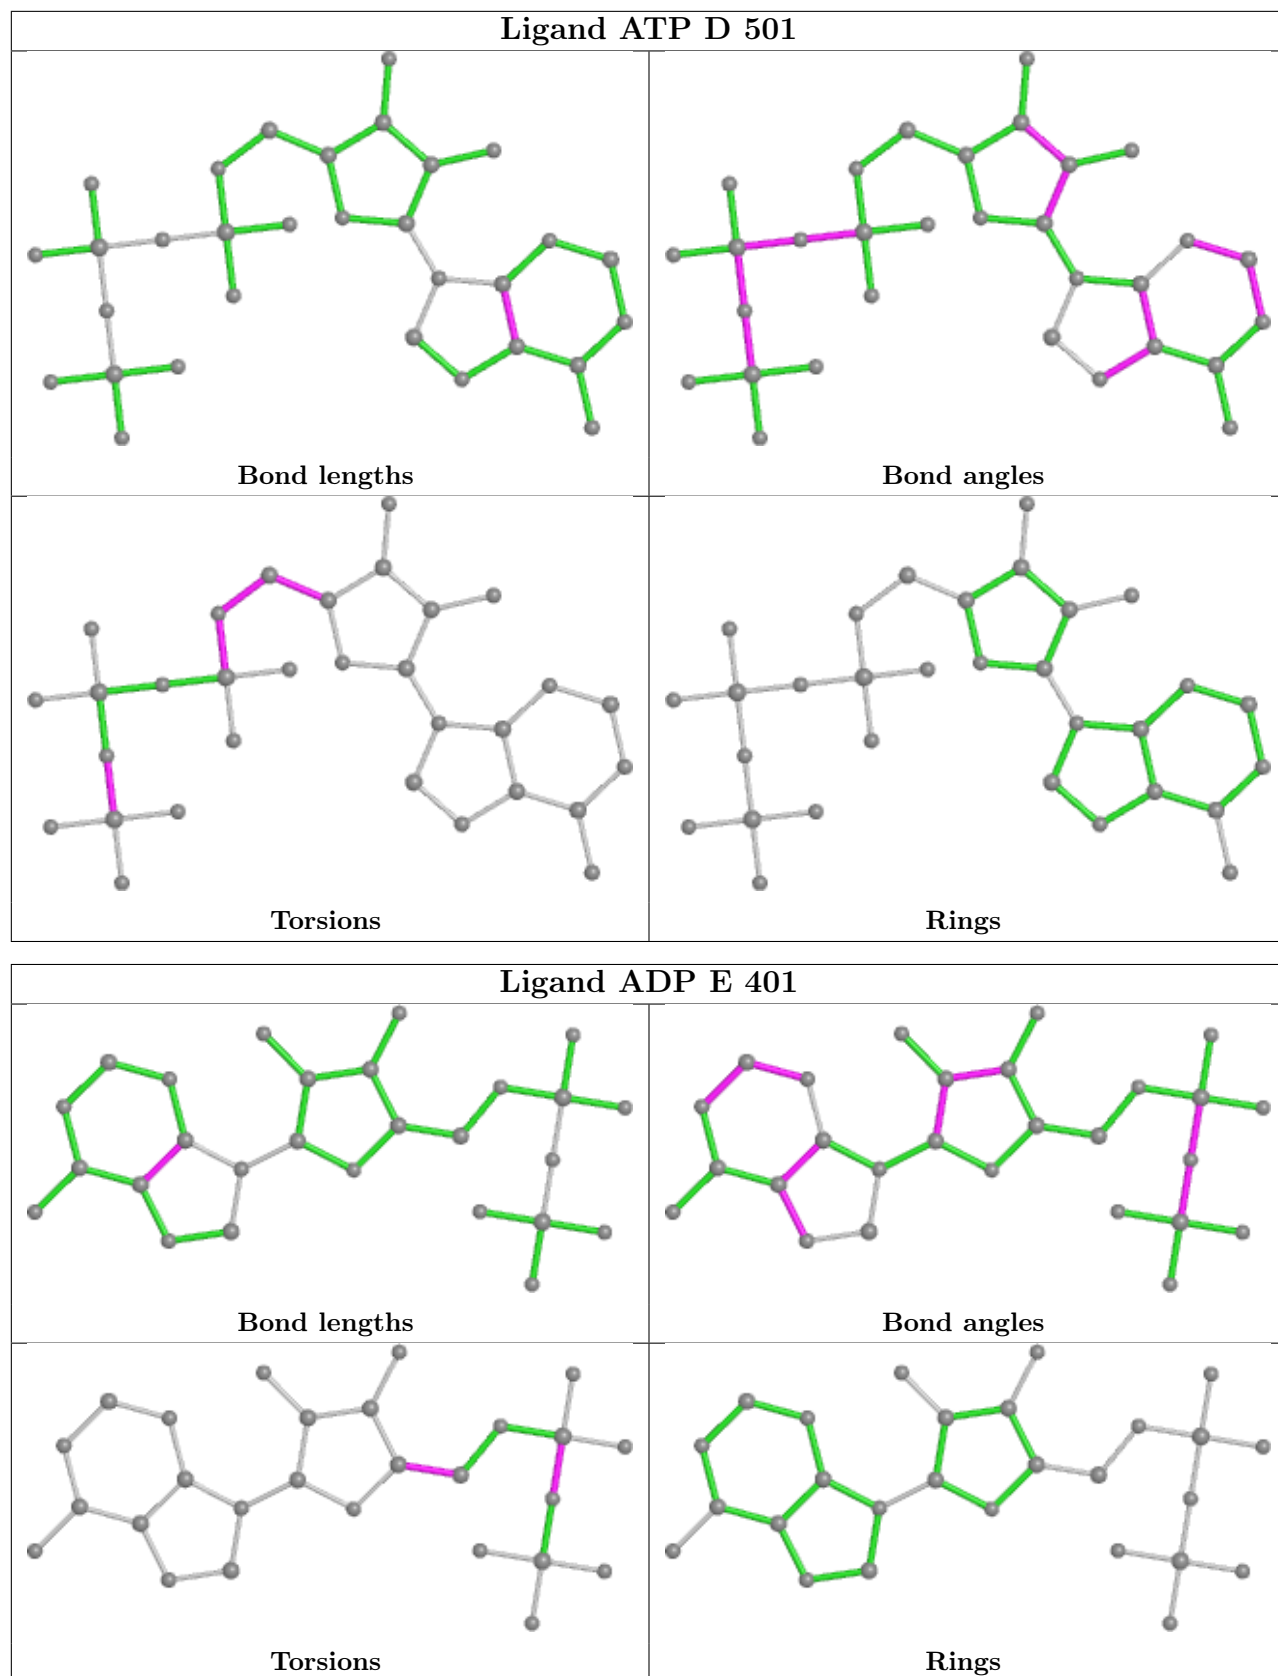 Ligand ATP D 501
Bond lengths
Bond angles
Torsions
Rings
Ligand ADP E 401
Bond lengths
Bond angles
Torsions
Rings